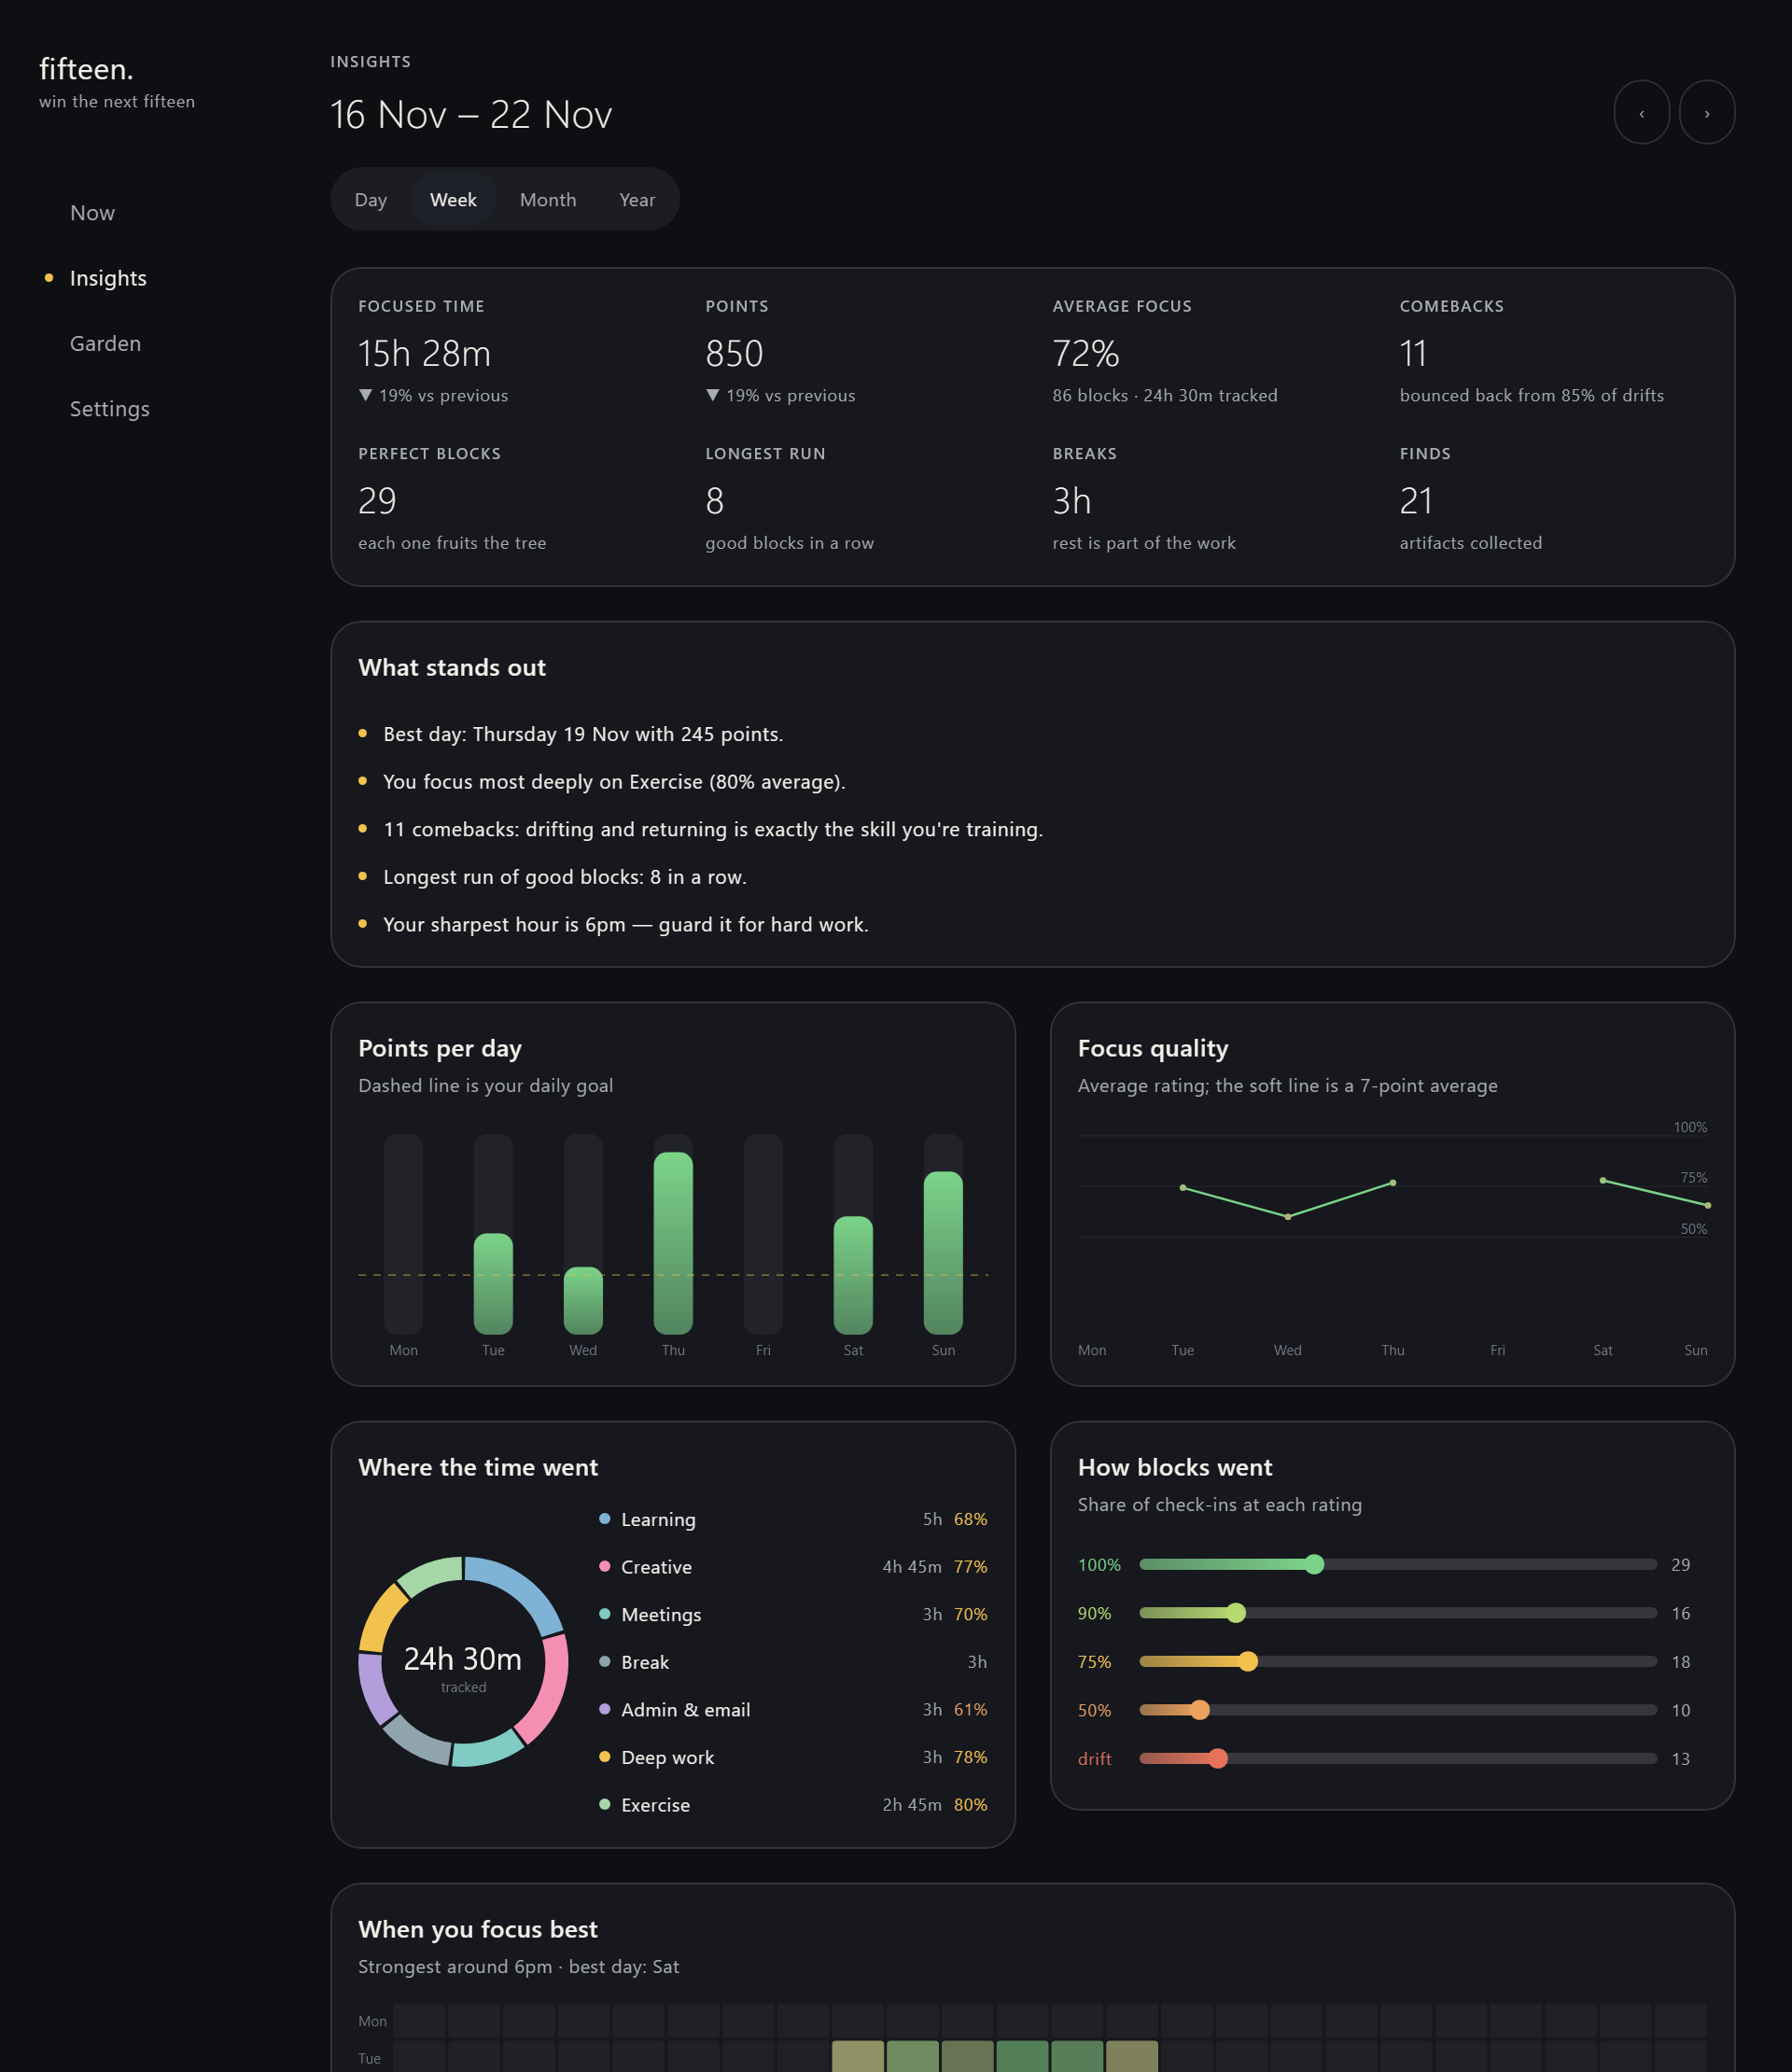 fifteen.
win the next fifteen
Now
Insights
Garden
Settings
INSIGHTS
16 Nov – 22 Nov
‹ ›
Day Week Month Year
FOCUSED TIME POINTS AVERAGE FOCUS COMEBACKS
15h 28m 850 72% 11
▼ 19% vs previous ▼ 19% vs previous 86 blocks · 24h 30m tracked bounced back from 85% of drifts
PERFECT BLOCKS LONGEST RUN BREAKS FINDS
29 8 3h 21
each one fruits the tree good blocks in a row rest is part of the work artifacts collected
What stands out
Best day: Thursday 19 Nov with 245 points.
You focus most deeply on Exercise (80% average).
11 comebacks: drifting and returning is exactly the skill you're training.
Longest run of good blocks: 8 in a row.
Your sharpest hour is 6pm — guard it for hard work.
Points per day
Dashed line is your daily goal
Mon Tue Wed Thu Fri Sat Sun
Focus quality
Average rating; the soft line is a 7-point average
100%
75%
50%
Mon Tue Wed Thu Fri Sat Sun
Where the time went
24h 30m
tracked
Learning 5h 68%
Creative 4h 45m 77%
Meetings 3h 70%
Break 3h
Admin & email 3h 61%
Deep work 3h 78%
Exercise 2h 45m 80%
How blocks went
Share of check-ins at each rating
100% 29
90% 16
75% 18
50% 10
drift 13
When you focus best
Strongest around 6pm · best day: Sat
Mon
Tue